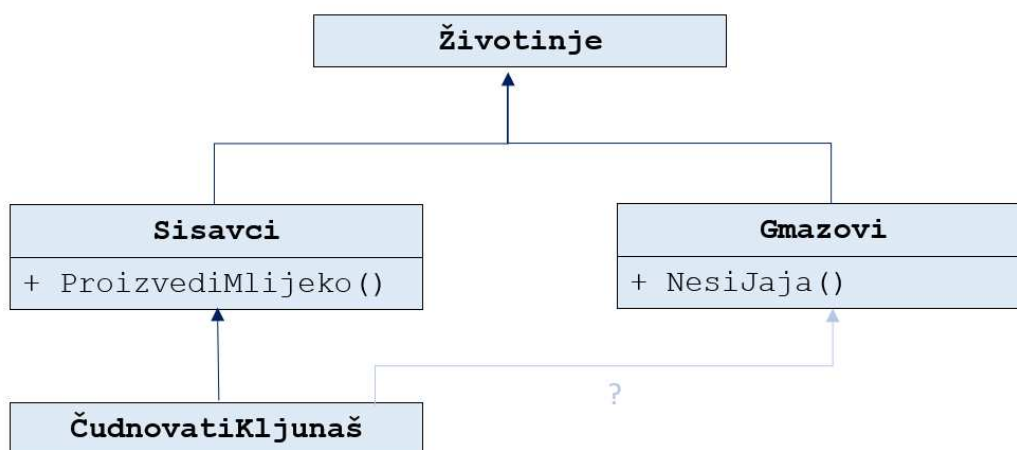 Životinje
Sisavci
+ ProizvediMlijeko()
Gmazovi
+ NesiJaja()
?
ČudnovatiKljunaš